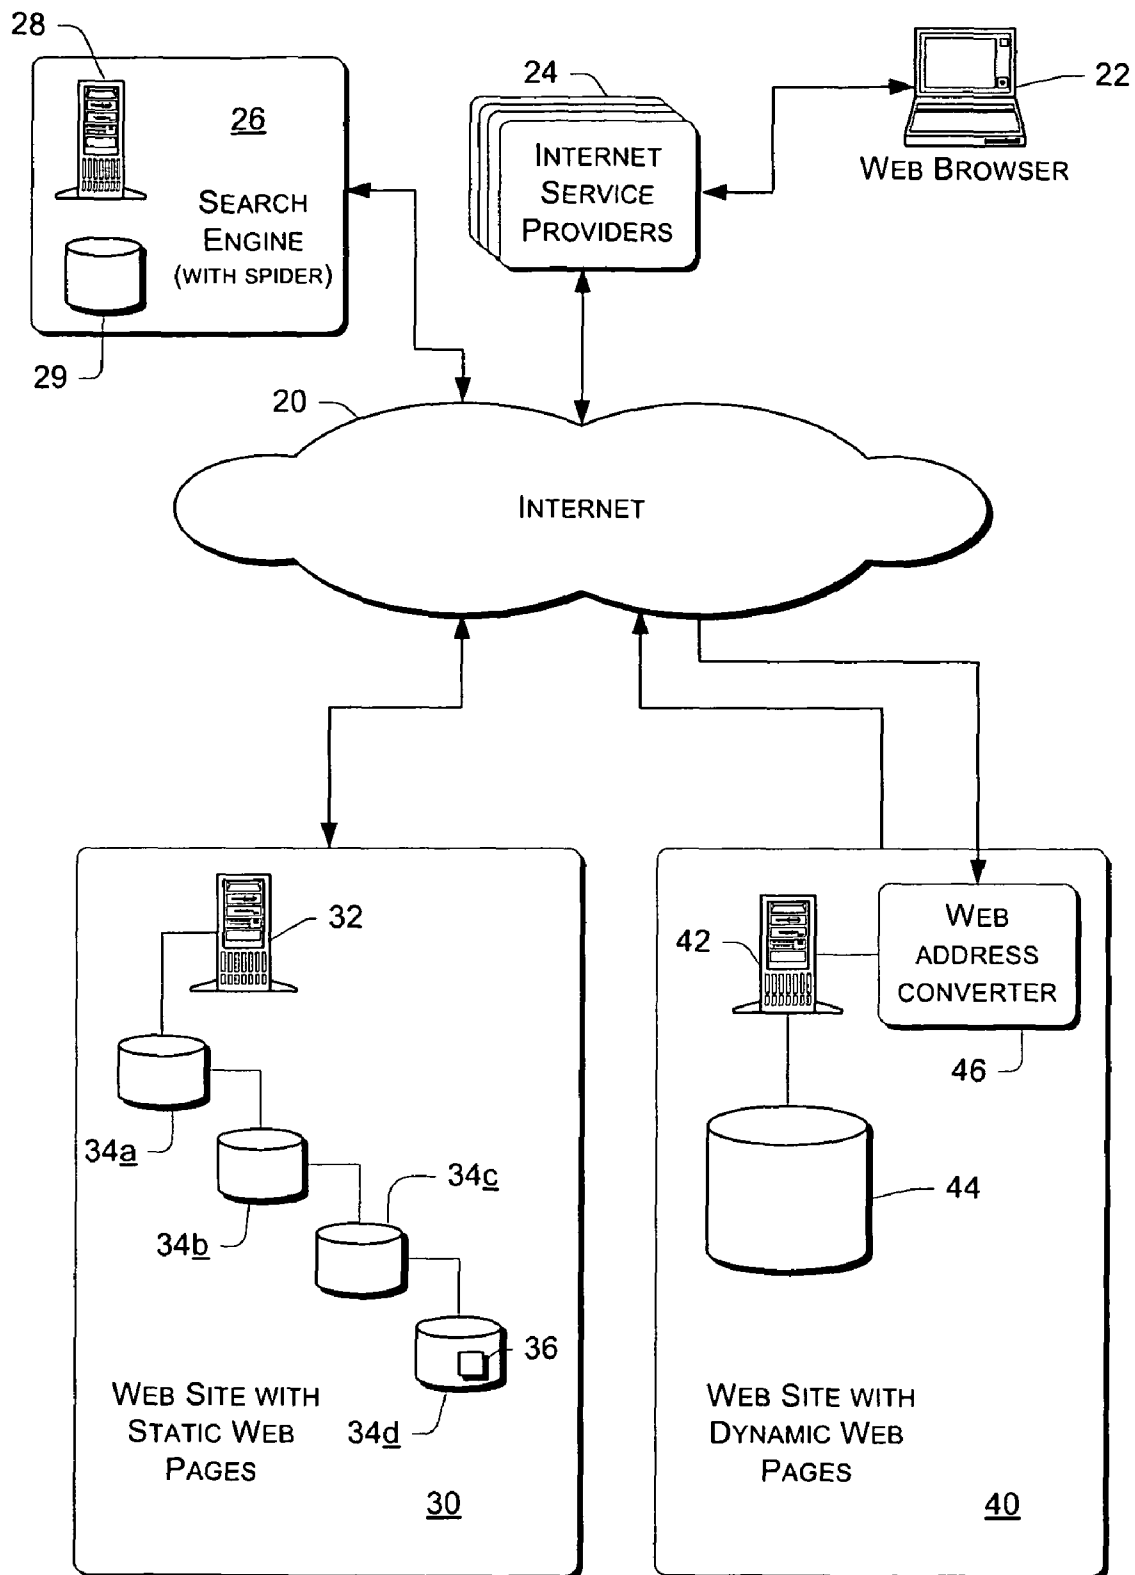 28
26
SEARCH
ENGINE
(WITH SPIDER)
29
24
INTERNET
SERVICE
PROVIDERS
22
WEB BROWSER
20
INTERNET
32
34a
34b
34c
34d
36
WEB SITE WITH
STATIC WEB
PAGES
30
42
WEB
ADDRESS
CONVERTER
46
44
WEB SITE WITH
DYNAMIC WEB
PAGES
40